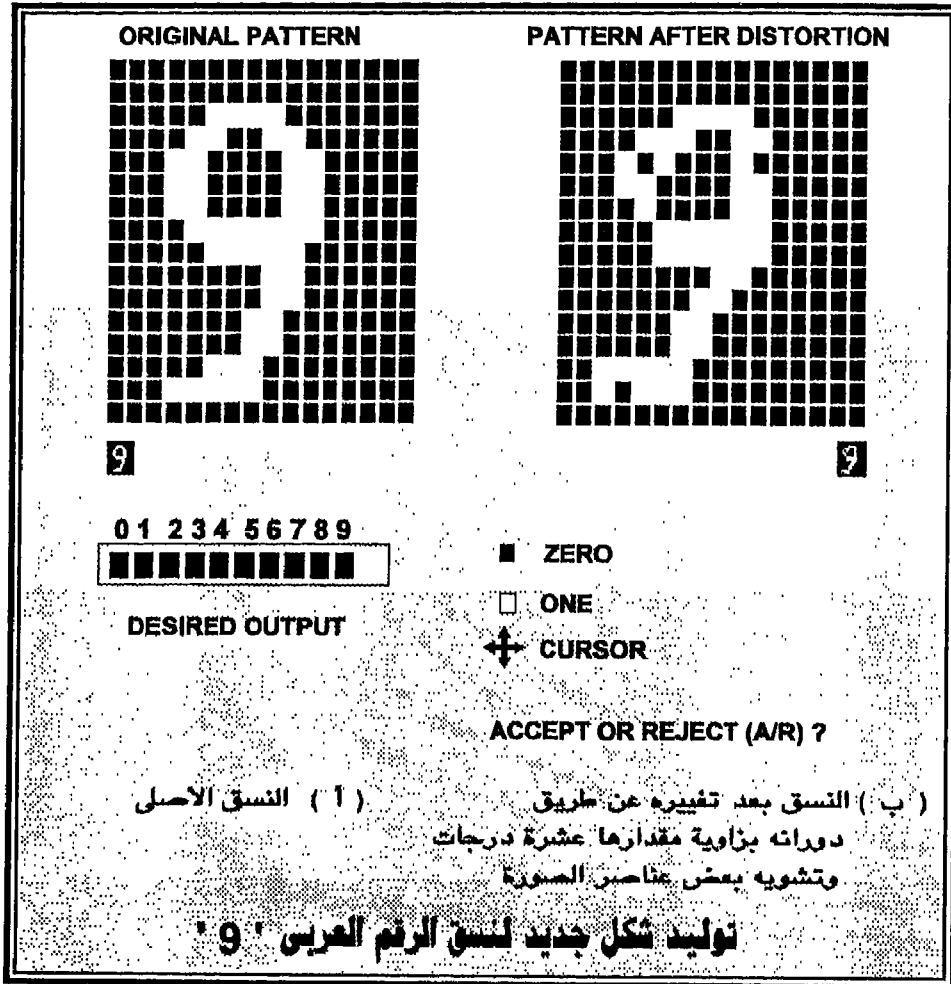 ORIGINAL PATTERN
PATTERN AFTER DISTORTION
9
9
0 1 2 3 4 5 6 7 8 9
DESIRED OUTPUT
ZERO
ONE
CURSOR
ACCEPT OR REJECT (A/R) ?
( أ ) النسق الاصلى
( ب ) النسق بعد تغييره عن طريق
دورانه بزاوية مقدارها عشرة درجات
وتشويه بعض عناصر الصورة
توليد شكل جديد لنسق الرقم العربى " 9 "